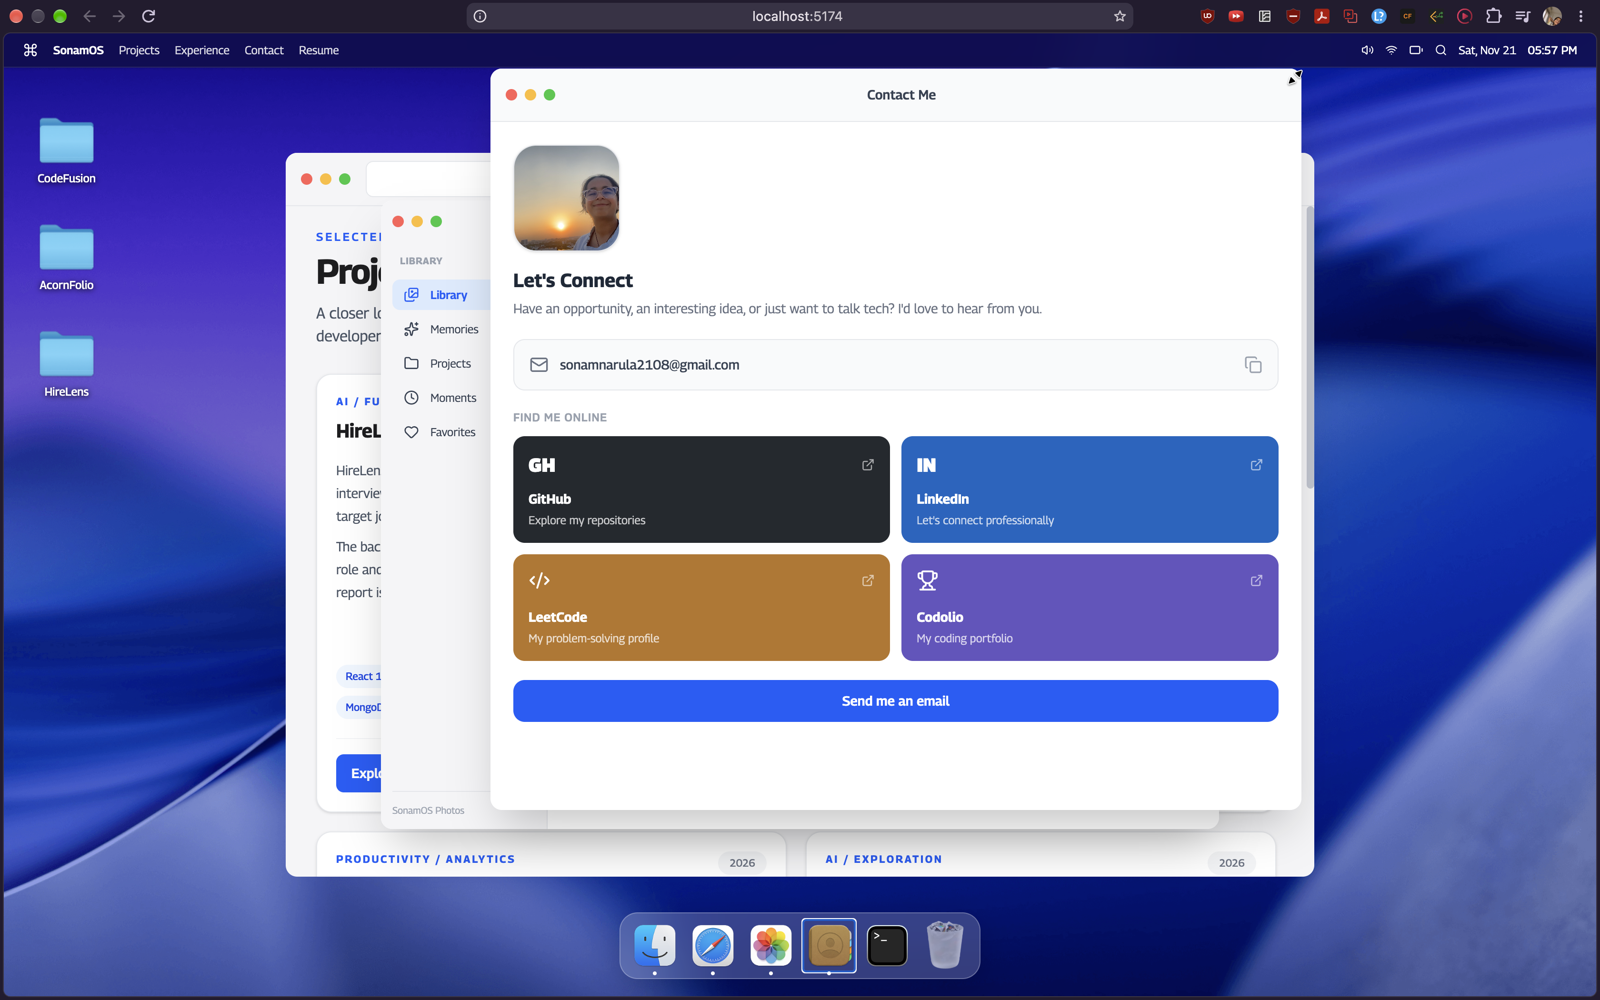 localhost:5174
SonamOS Projects Experience Contact Resume
Sat, Nov 21 05:57 PM
CodeFusion
AcornFolio
HireLens
Contact Me
Let's Connect
Have an opportunity, an interesting idea, or just want to talk tech? I'd love to hear from you.
sonamnarula2108@gmail.com
FIND ME ONLINE
GH
GitHub
Explore my repositories
IN
LinkedIn
Let's connect professionally
</>
LeetCode
My problem-solving profile
Codolio
My coding portfolio
Send me an email
LIBRARY
Library
Memories
Projects
Moments
Favorites
SonamOS Photos
SELECTE
Proj
A closer lo
developer
AI / FU
HireL
HireLen
intervie
target jo
The bac
role and
report is
React 1
MongoD
Explo
PRODUCTIVITY / ANALYTICS
2026
AI / EXPLORATION
2026
>_